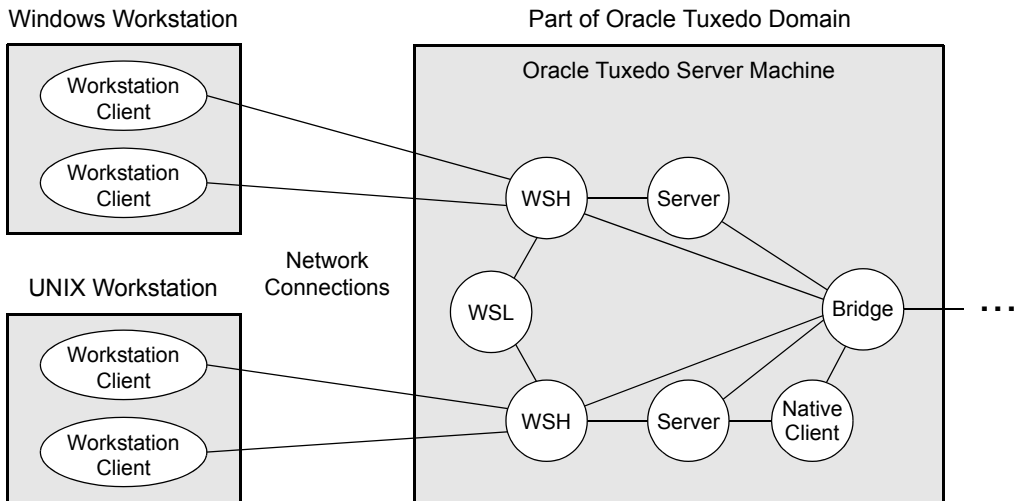 Windows Workstation
Part of Oracle Tuxedo Domain
Oracle Tuxedo Server Machine
Workstation
Client
Workstation
Client
WSH
Server
Network
Connections
UNIX Workstation
WSL
Bridge
...
Workstation
Client
Workstation
Client
WSH
Server
Native
Client